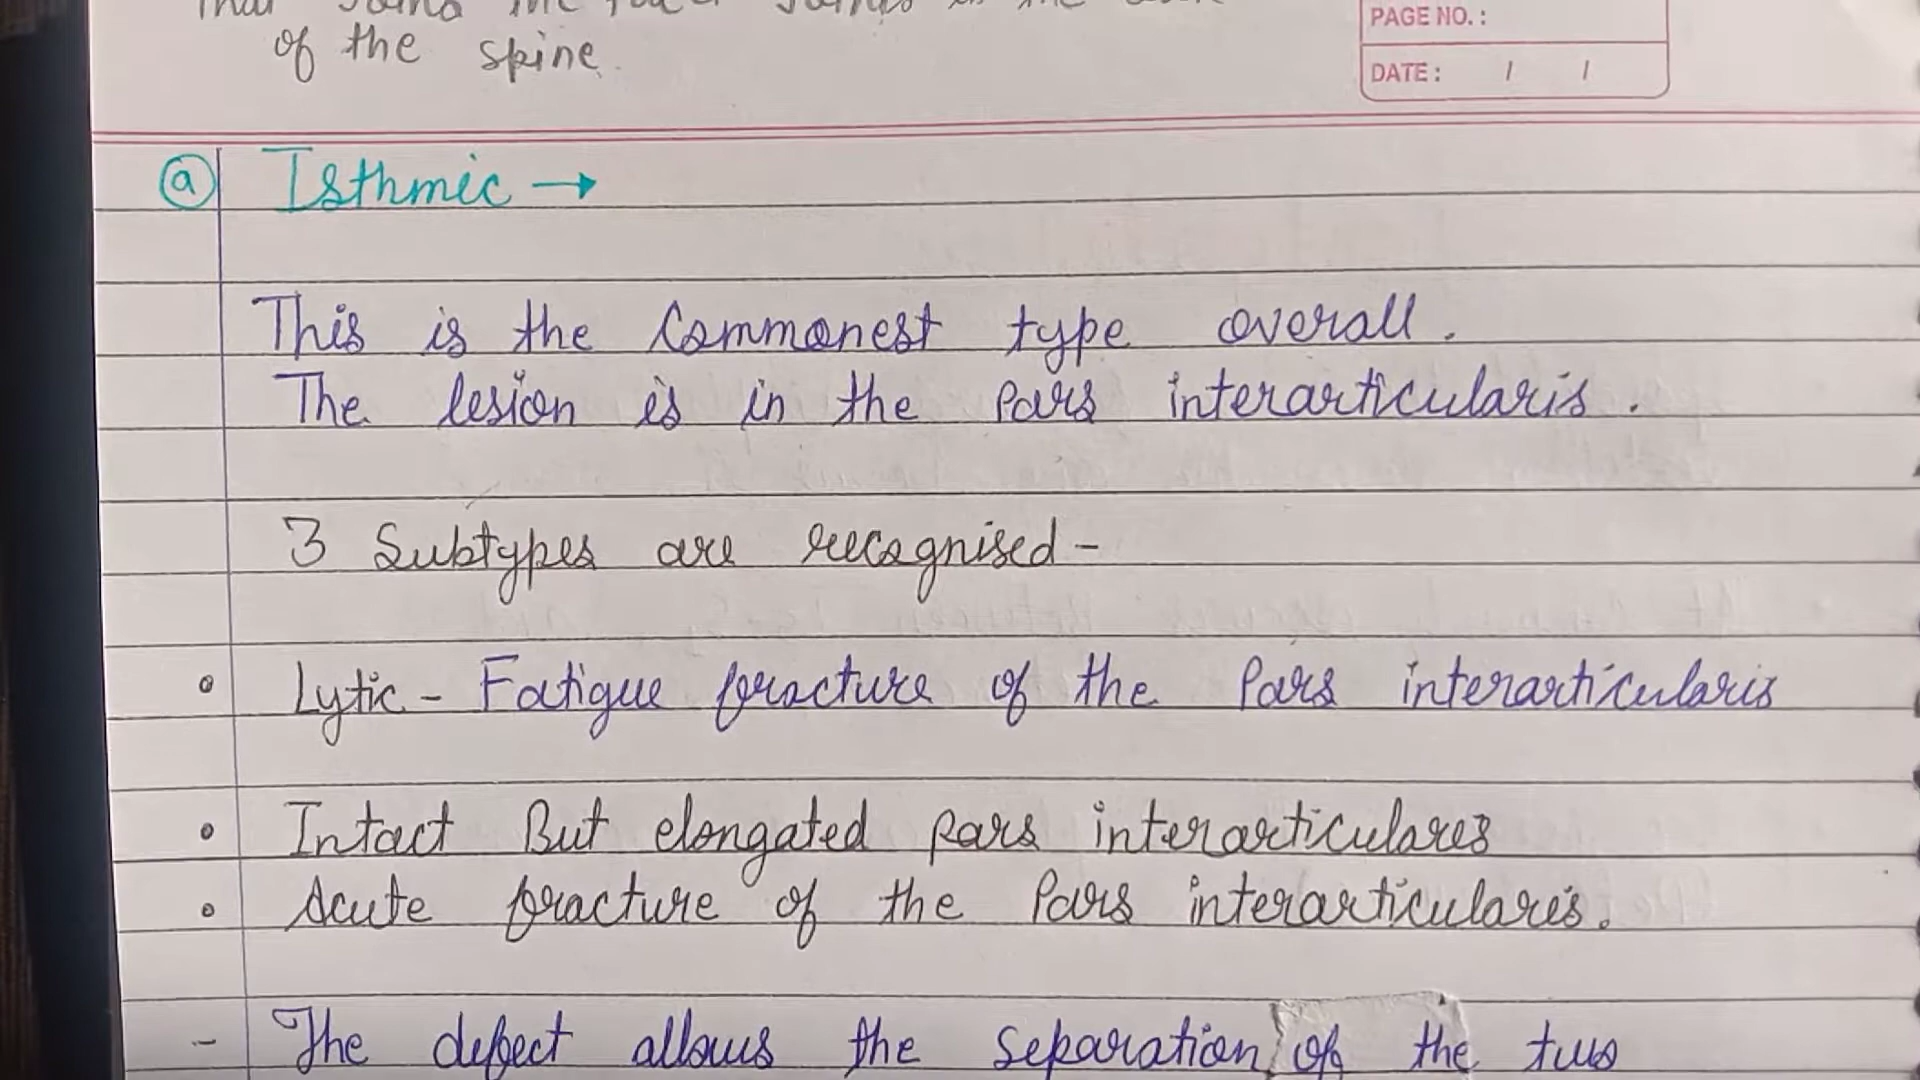 of the spine.
PAGE NO.:
DATE: / /
(a) Isthmic →
This is the Commonest type overall.
The lesion is in the Pars interarticularis.
3 Subtypes are recognised -
Lytic - Fatigue fracture of the Pars interarticularis
Intact But elongated pars interarticulares
Acute fracture of the Pars interarticularis.
- The defect allows the separation of the two